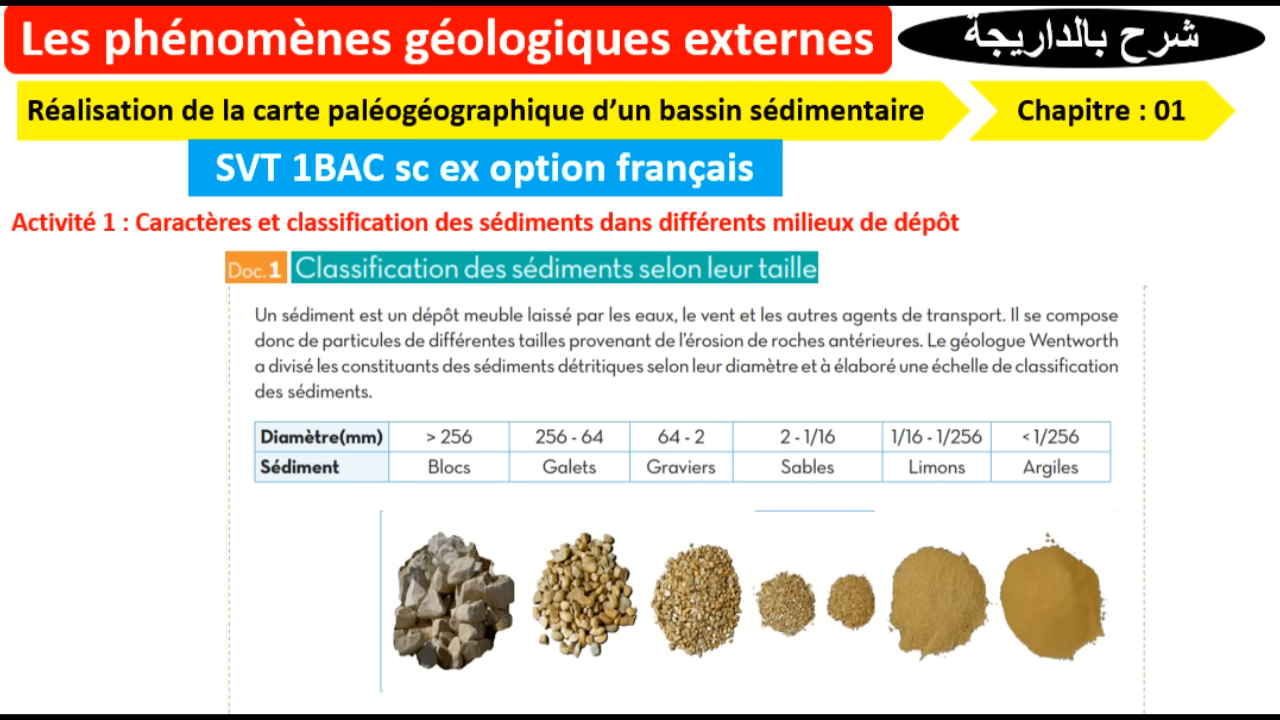 Les phénomènes géologiques externes
شرح بالداريجة
Réalisation de la carte paléogéographique d’un bassin sédimentaire
Chapitre : 01
SVT 1BAC sc ex option français
Activité 1 : Caractères et classification des sédiments dans différents milieux de dépôt
Doc.1 Classification des sédiments selon leur taille
Un sédiment est un dépôt meuble laissé par les eaux, le vent et les autres agents de transport. Il se compose
donc de particules de différentes tailles provenant de l’érosion de roches antérieures. Le géologue Wentworth
a divisé les constituants des sédiments détritiques selon leur diamètre et à élaboré une échelle de classification
des sédiments.
Diamètre(mm) > 256 256 - 64 64 - 2 2 - 1/16 1/16 - 1/256 < 1/256
Sédiment Blocs Galets Graviers Sables Limons Argiles